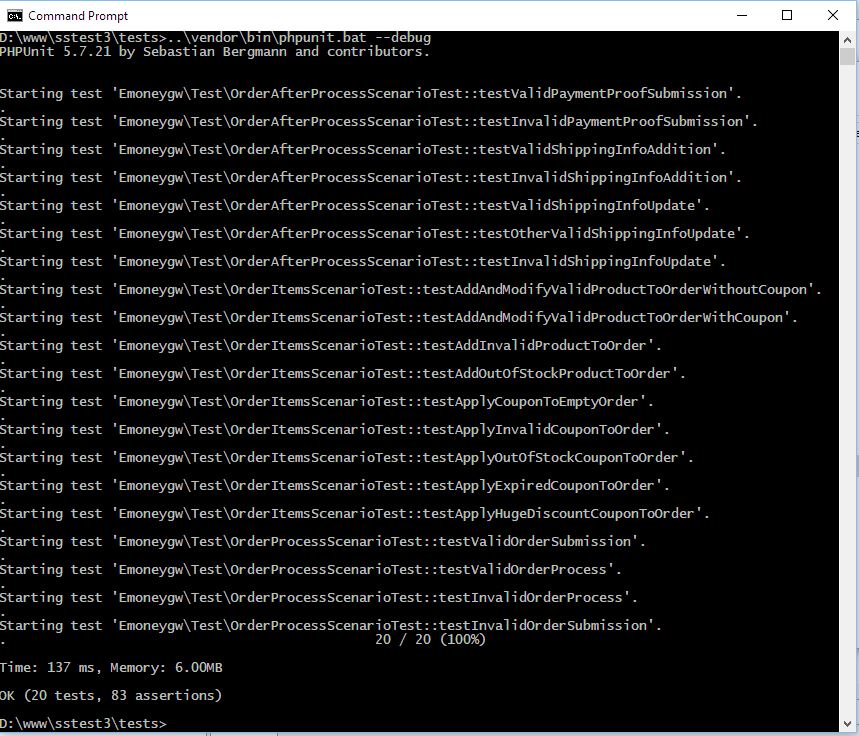 Command Prompt
D:\www\sstest3\tests>..\vendor\bin\phpunit.bat --debug
PHPUnit 5.7.21 by Sebastian Bergmann and contributors.
Starting test 'Emoneygw\Test\OrderAfterProcessScenarioTest::testValidPaymentProofSubmission'.
.
Starting test 'Emoneygw\Test\OrderAfterProcessScenarioTest::testInvalidPaymentProofSubmission'.
.
Starting test 'Emoneygw\Test\OrderAfterProcessScenarioTest::testValidShippingInfoAddition'.
.
Starting test 'Emoneygw\Test\OrderAfterProcessScenarioTest::testInvalidShippingInfoAddition'.
.
Starting test 'Emoneygw\Test\OrderAfterProcessScenarioTest::testValidShippingInfoUpdate'.
.
Starting test 'Emoneygw\Test\OrderAfterProcessScenarioTest::testOtherValidShippingInfoUpdate'.
.
Starting test 'Emoneygw\Test\OrderAfterProcessScenarioTest::testInvalidShippingInfoUpdate'.
.
Starting test 'Emoneygw\Test\OrderItemsScenarioTest::testAddAndModifyValidProductToOrderWithoutCoupon'.
.
Starting test 'Emoneygw\Test\OrderItemsScenarioTest::testAddAndModifyValidProductToOrderWithCoupon'.
.
Starting test 'Emoneygw\Test\OrderItemsScenarioTest::testAddInvalidProductToOrder'.
.
Starting test 'Emoneygw\Test\OrderItemsScenarioTest::testAddOutOfStockProductToOrder'.
.
Starting test 'Emoneygw\Test\OrderItemsScenarioTest::testApplyCouponToEmptyOrder'.
.
Starting test 'Emoneygw\Test\OrderItemsScenarioTest::testApplyInvalidCouponToOrder'.
.
Starting test 'Emoneygw\Test\OrderItemsScenarioTest::testApplyOutOfStockCouponToOrder'.
.
Starting test 'Emoneygw\Test\OrderItemsScenarioTest::testApplyExpiredCouponToOrder'.
.
Starting test 'Emoneygw\Test\OrderItemsScenarioTest::testApplyHugeDiscountCouponToOrder'.
.
Starting test 'Emoneygw\Test\OrderProcessScenarioTest::testValidOrderSubmission'.
.
Starting test 'Emoneygw\Test\OrderProcessScenarioTest::testValidOrderProcess'.
.
Starting test 'Emoneygw\Test\OrderProcessScenarioTest::testInvalidOrderProcess'.
.
Starting test 'Emoneygw\Test\OrderProcessScenarioTest::testInvalidOrderSubmission'.
. 20 / 20 (100%)
Time: 137 ms, Memory: 6.00MB
OK (20 tests, 83 assertions)
D:\www\sstest3\tests>